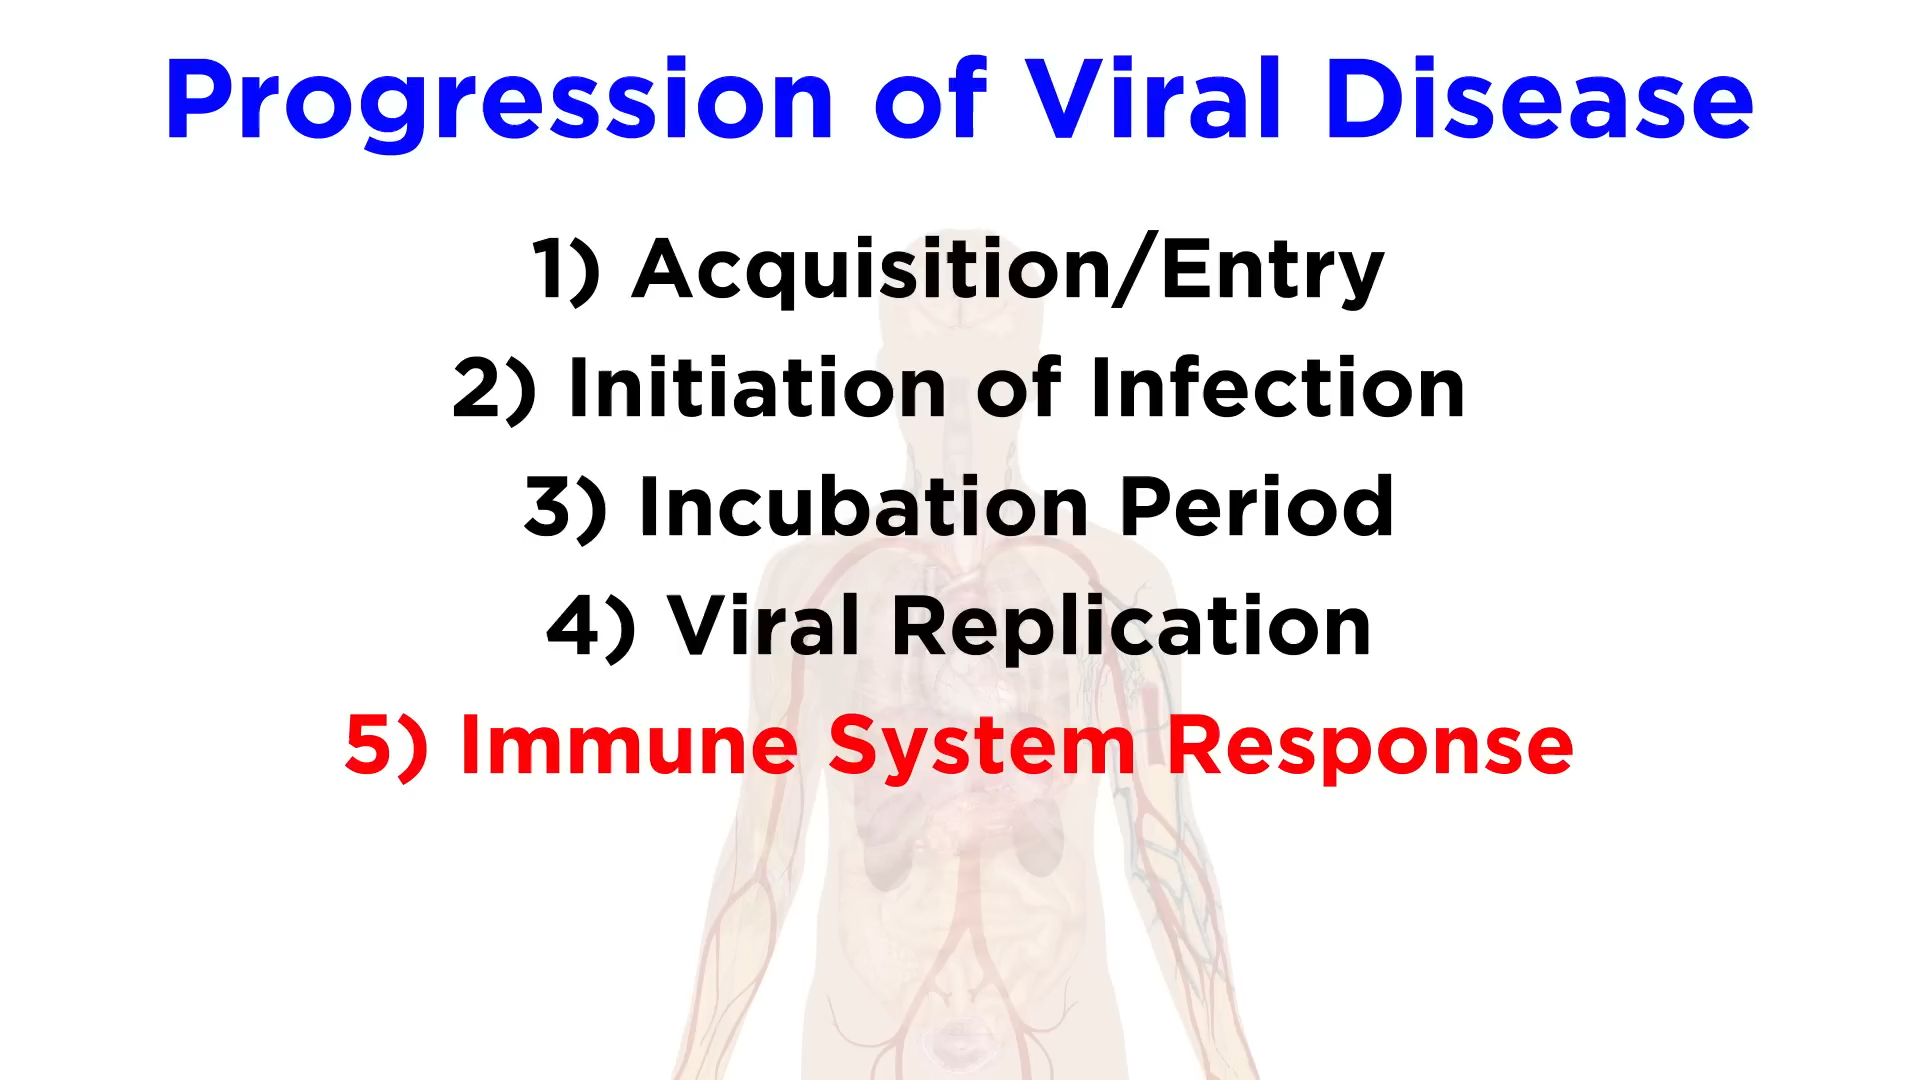 Progression of Viral Disease
1) Acquisition/Entry
2) Initiation of Infection
3) Incubation Period
4) Viral Replication
5) Immune System Response